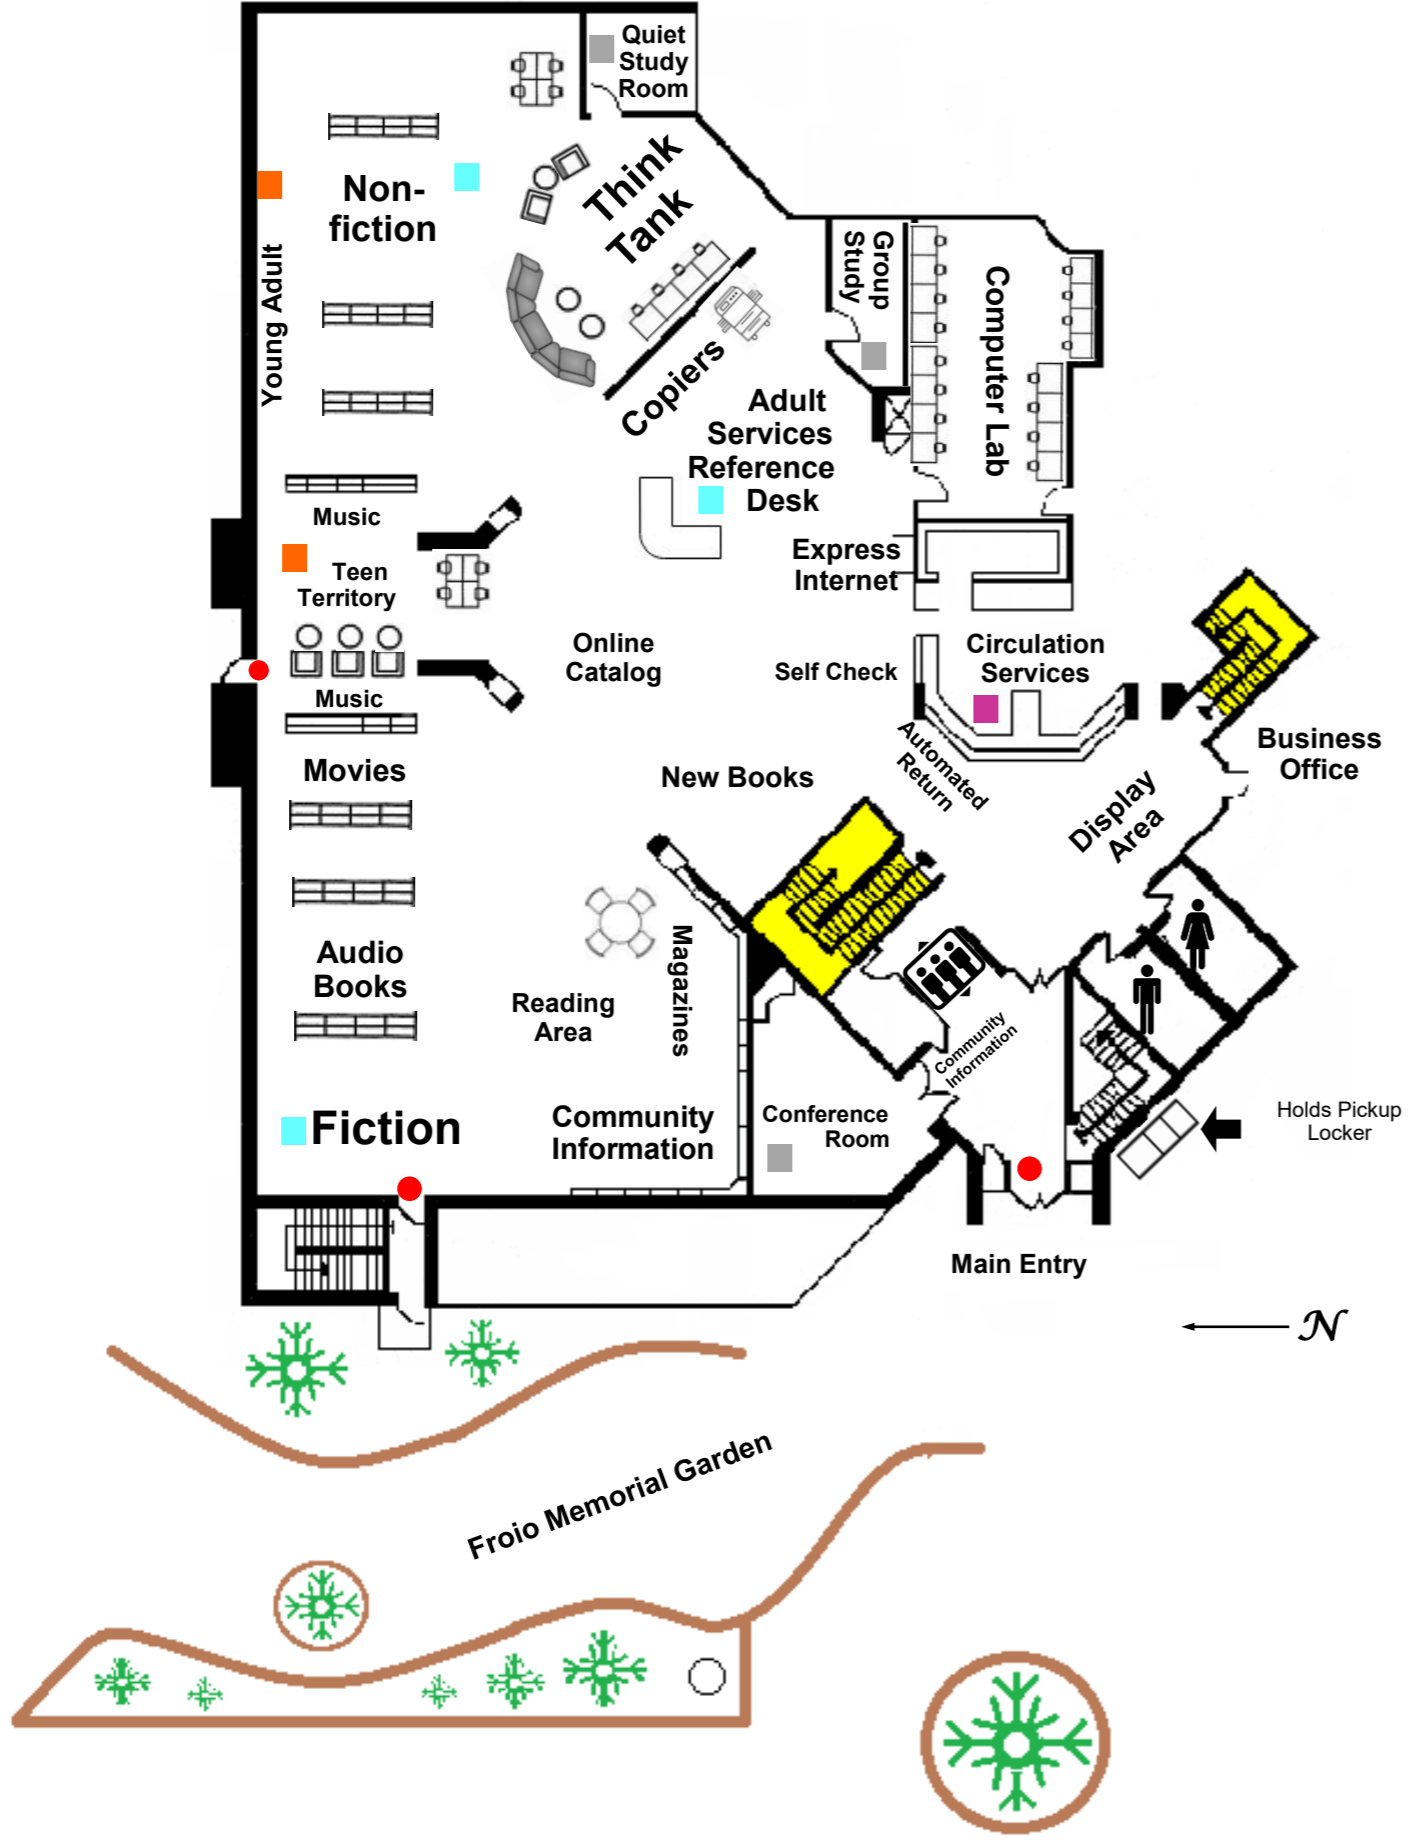 Quiet
Study
Room
Think
Tank
Non-
fiction
Young Adult
Group
Study
Computer Lab
Copiers
Adult
Services
Reference
Desk
Music
Express
Internet
Teen
Territory
Online
Catalog
Self Check
Circulation
Services
Music
Automated
Return
Business
Office
Movies
New Books
Display
Area
Audio
Books
Magazines
Reading
Area
Community
Information
Fiction
Community
Information
Conference
Room
Holds Pickup
Locker
Main Entry
N
Froio Memorial Garden